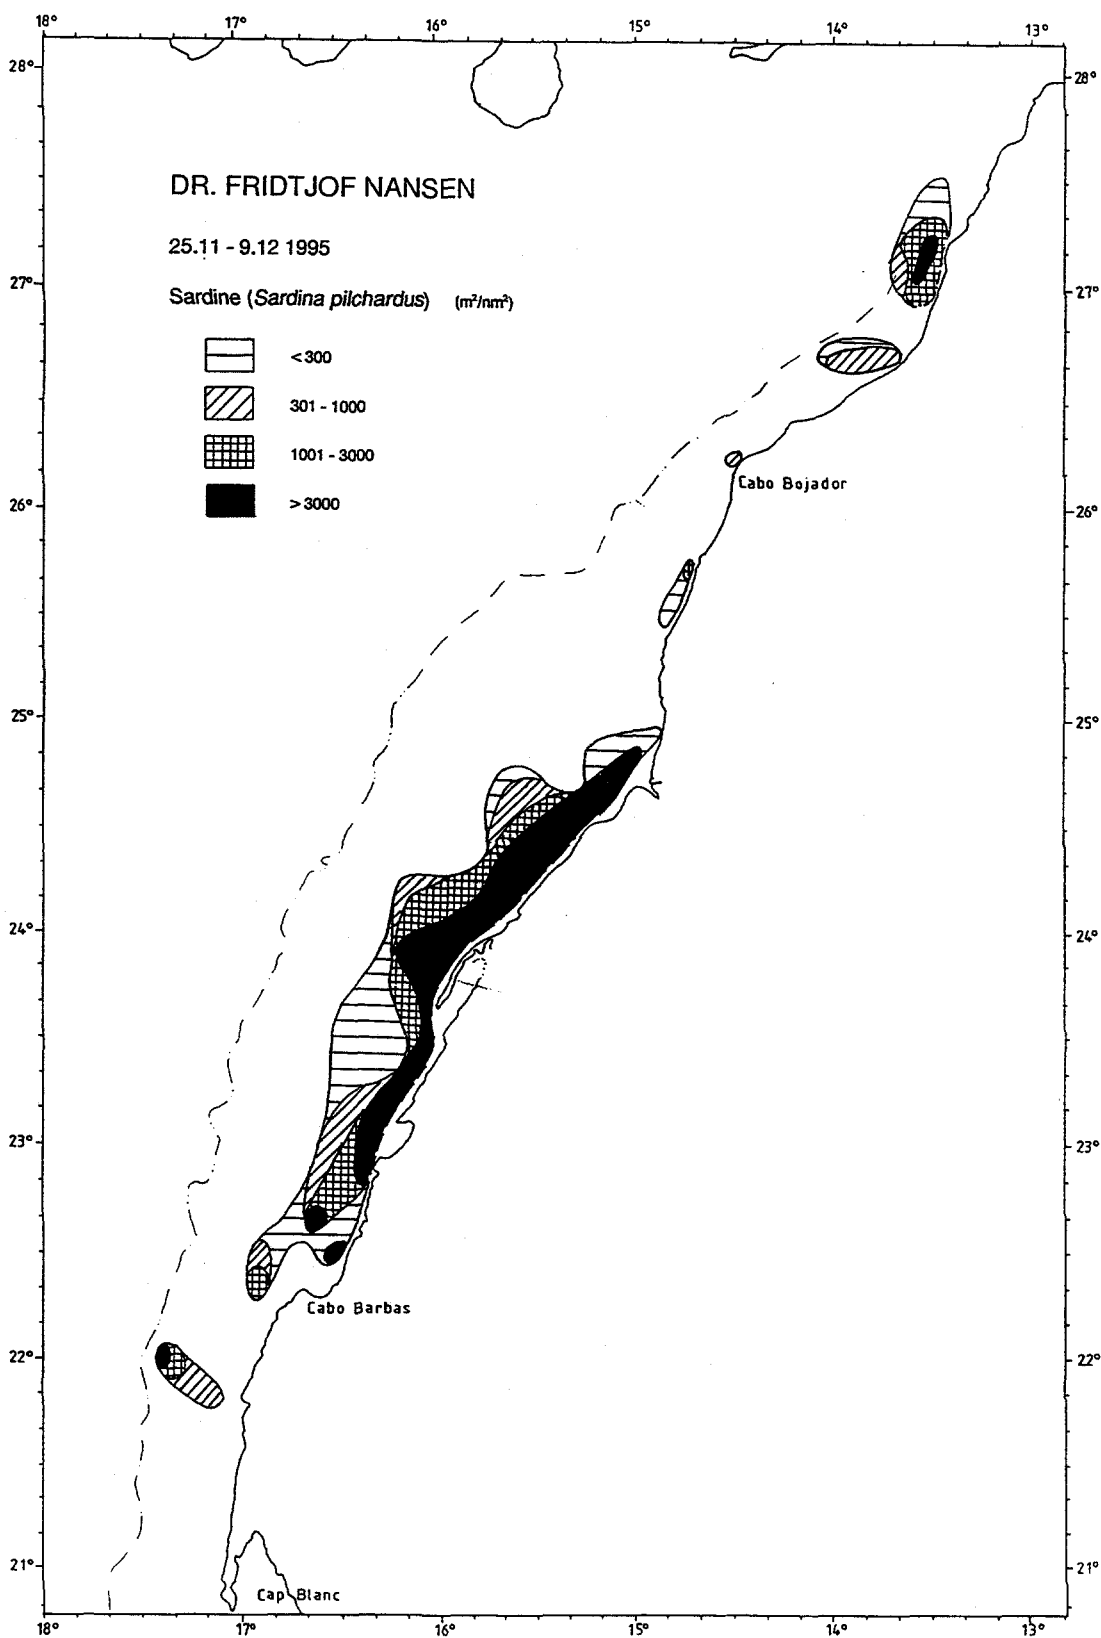 18° 17° 16° 15° 14° 13°
28° 28°
DR. FRIDTJOF NANSEN
25.11 - 9.12 1995
27° 27°
Sardine (Sardina pilchardus) (m²/nm²)
<300
301 - 1000
1001 - 3000
>3000
Cabo Bojador
26° 26°
25° 25°
24° 24°
23° 23°
Cabo Barbas
22° 22°
21° 21°
Cap Blanc
18° 17° 16° 15° 14° 13°